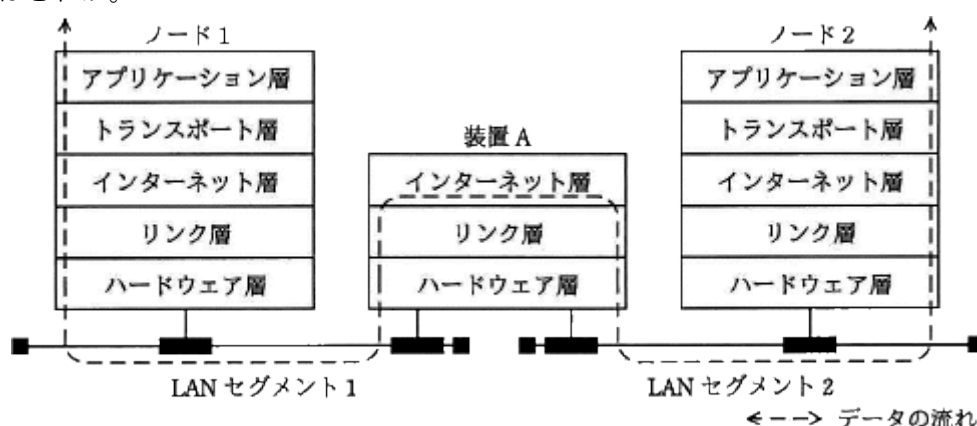 ノード1
アプリケーション層
トランスポート層
インターネット層
リンク層
ハードウェア層
装置A
インターネット層
リンク層
ハードウェア層
ノード2
アプリケーション層
トランスポート層
インターネット層
リンク層
ハードウェア層
LANセグメント1
LANセグメント2
データの流れ